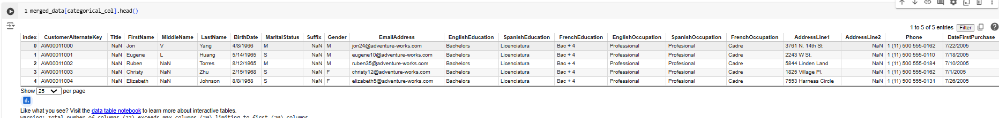 1 merged_data[categorical_col].head()
1 to 5 of 5 entries Filter
index CustomerAlternateKey Title FirstName MiddleName LastName BirthDate MaritalStatus Suffix Gender EmailAddress EnglishEducation SpanishEducation FrenchEducation EnglishOccupation SpanishOccupation FrenchOccupation AddressLine1 AddressLine2 Phone DateFirstPurchase
0 AW00011000 NaN Jon V Yang 4/8/1966 M NaN M jon24@adventure-works.com Bachelors Licenciatura Bac + 4 Professional Profesional Cadre 3761 N. 14th St NaN 1 (11) 500 555-0162 7/22/2005
1 AW00011001 NaN Eugene L Huang 5/14/1965 S NaN M eugene10@adventure-works.com Bachelors Licenciatura Bac + 4 Professional Profesional Cadre 2243 W St. NaN 1 (11) 500 555-0110 7/18/2005
2 AW00011002 NaN Ruben NaN Torres 8/12/1965 M NaN M ruben35@adventure-works.com Bachelors Licenciatura Bac + 4 Professional Profesional Cadre 5844 Linden Land NaN 1 (11) 500 555-0184 7/10/2005
3 AW00011003 NaN Christy NaN Zhu 2/15/1968 S NaN F christy12@adventure-works.com Bachelors Licenciatura Bac + 4 Professional Profesional Cadre 1825 Village Pl. NaN 1 (11) 500 555-0162 7/1/2005
4 AW00011004 NaN Elizabeth NaN Johnson 8/8/1968 S NaN F elizabeth5@adventure-works.com Bachelors Licenciatura Bac + 4 Professional Profesional Cadre 7553 Harness Circle NaN 1 (11) 500 555-0131 7/26/2005
Show 25 per page
Like what you see? Visit the data table notebook to learn more about interactive tables.
Warning: Total number of columns (22) exceeds max columns (20) limiting to first (20) columns